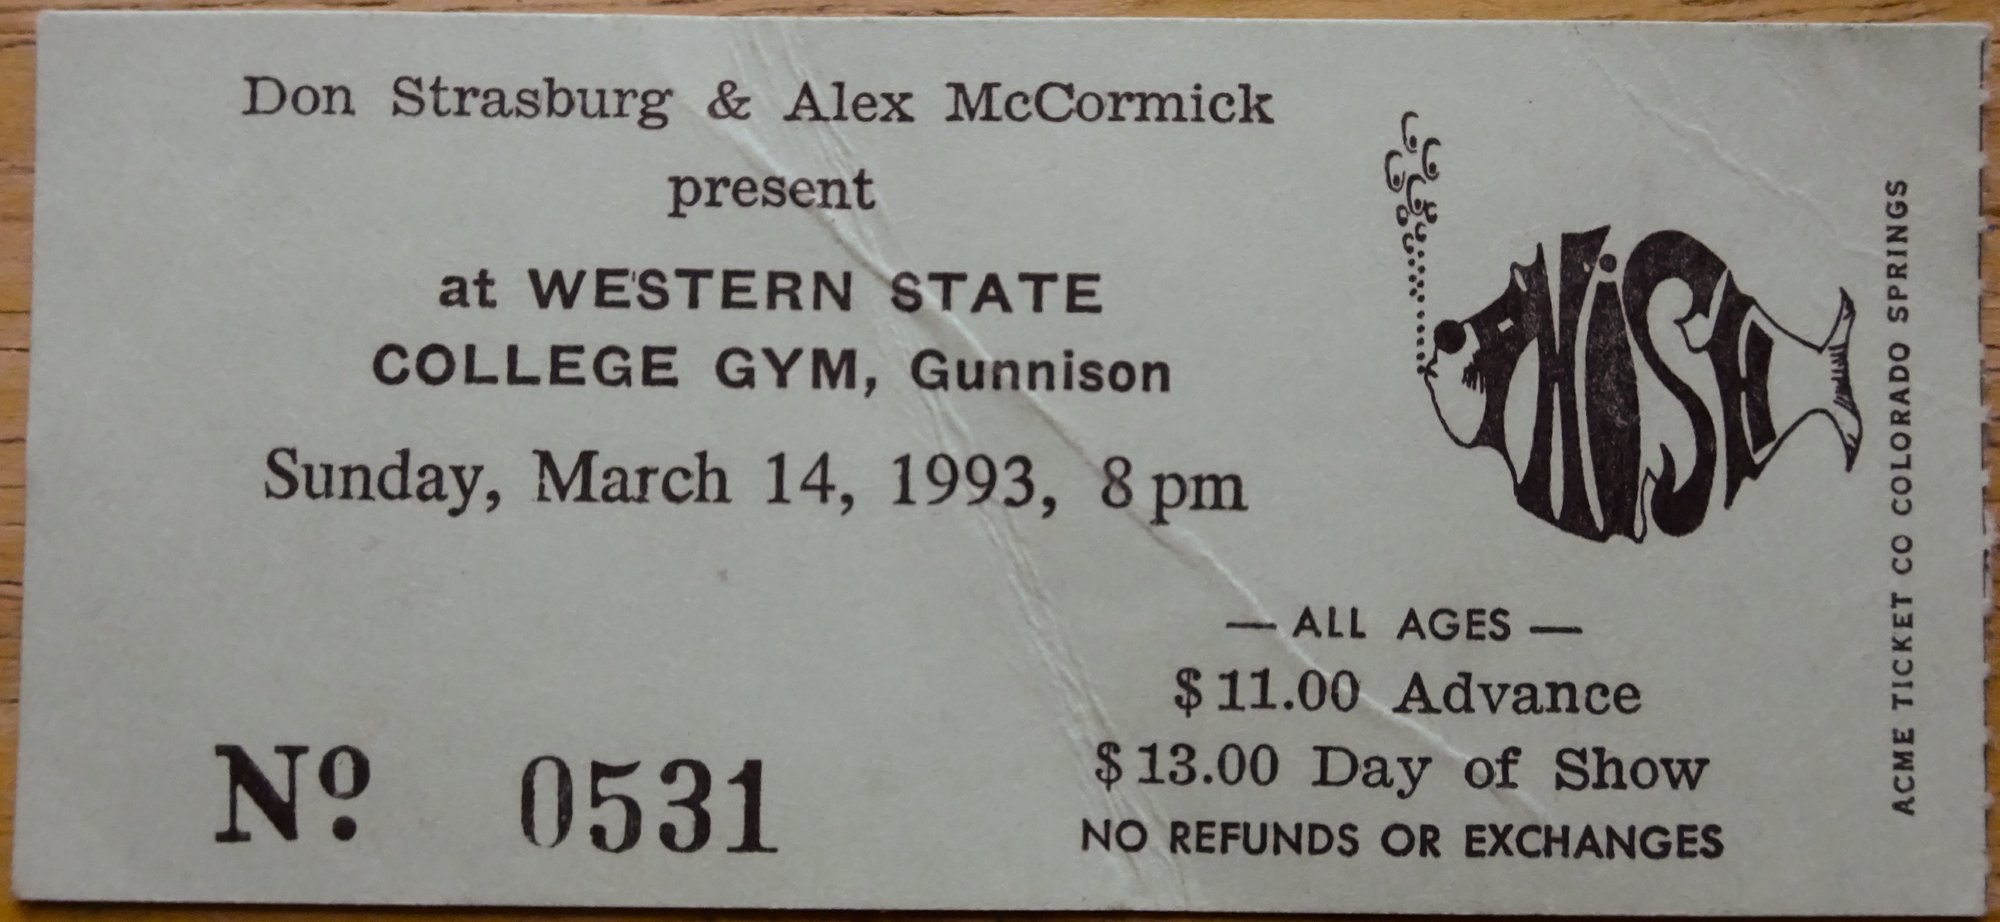 Don Strasburg & Alex McCormick
present
at WESTERN STATE
COLLEGE GYM, Gunnison
Sunday, March 14, 1993, 8 pm
PHiSH
— ALL AGES —
$11.00 Advance
$13.00 Day of Show
NO REFUNDS OR EXCHANGES
Nº 0531
ACME TICKET CO COLORADO SPRINGS